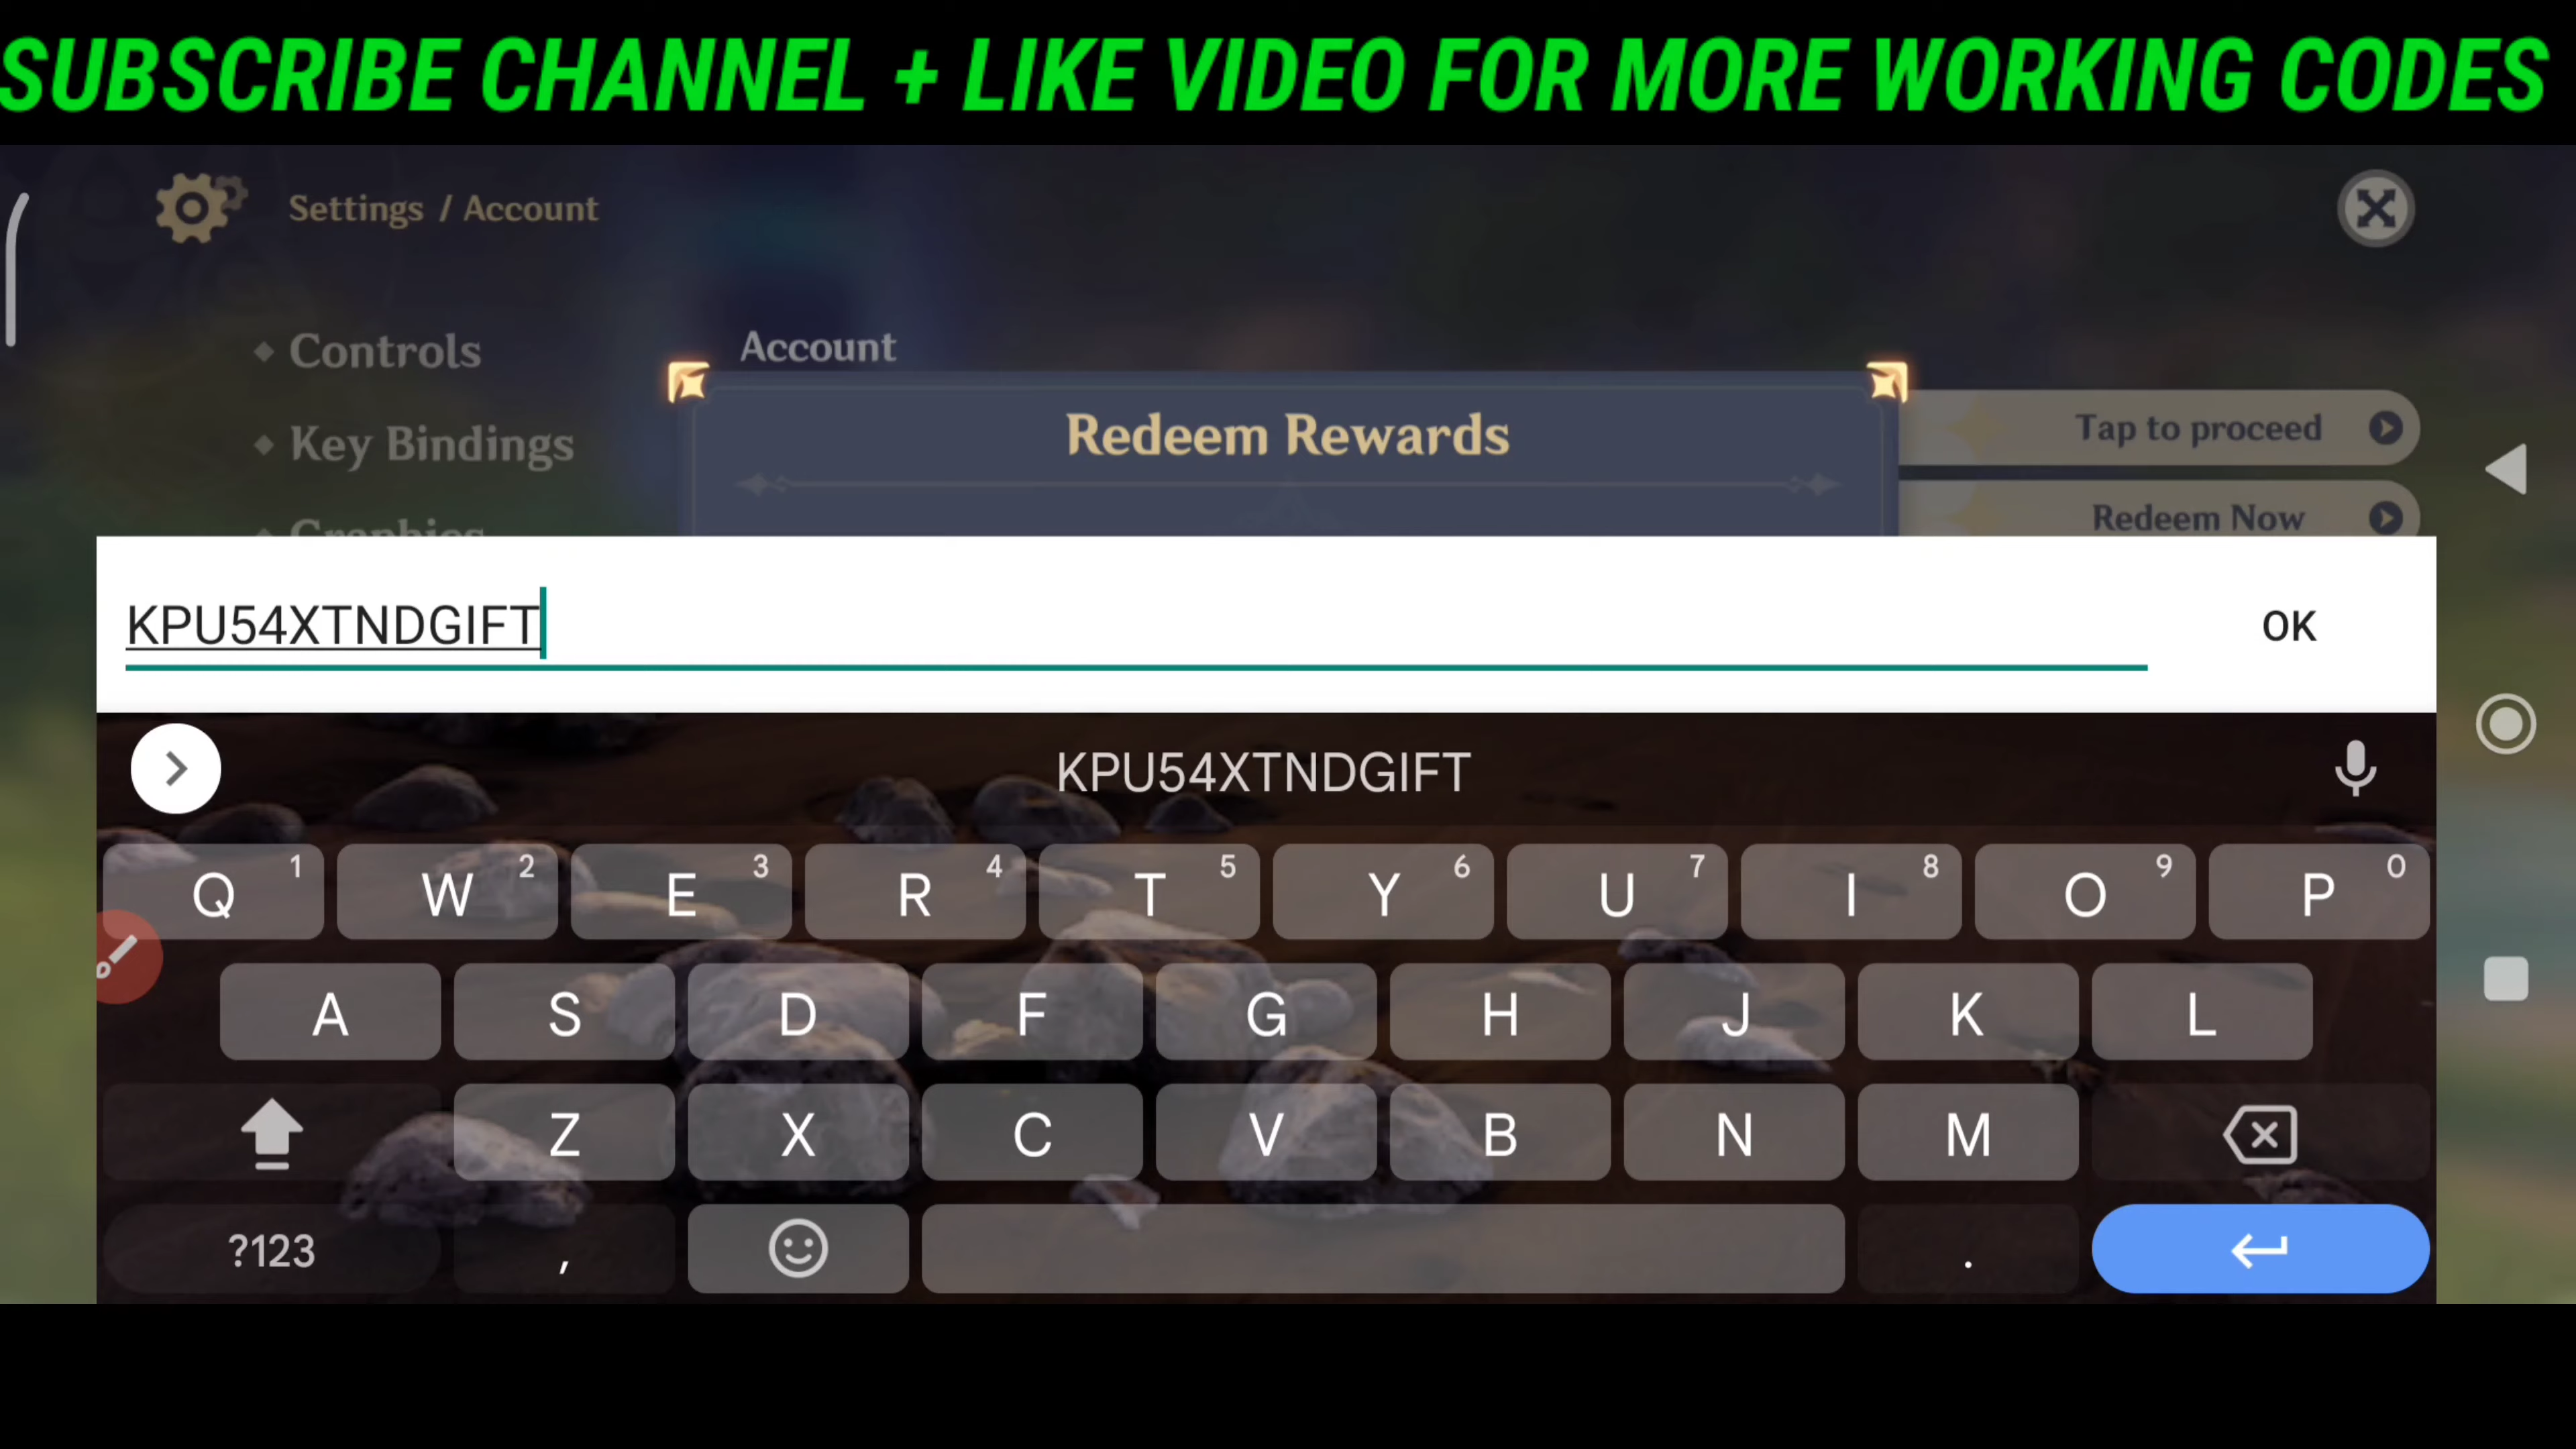 SUBSCRIBE CHANNEL + LIKE VIDEO FOR MORE WORKING CODES
Settings / Account
Controls
Account
Key Bindings
Redeem Rewards
Tap to proceed
Graphics
Redeem Now
KPU54XTNDGIFT
OK
KPU54XTNDGIFT
Q 1 W 2 E 3 R 4 T 5 Y 6 U 7 I 8 O 9 P 0
A S D F G H J K L
Z X C V B N M
?123 , .